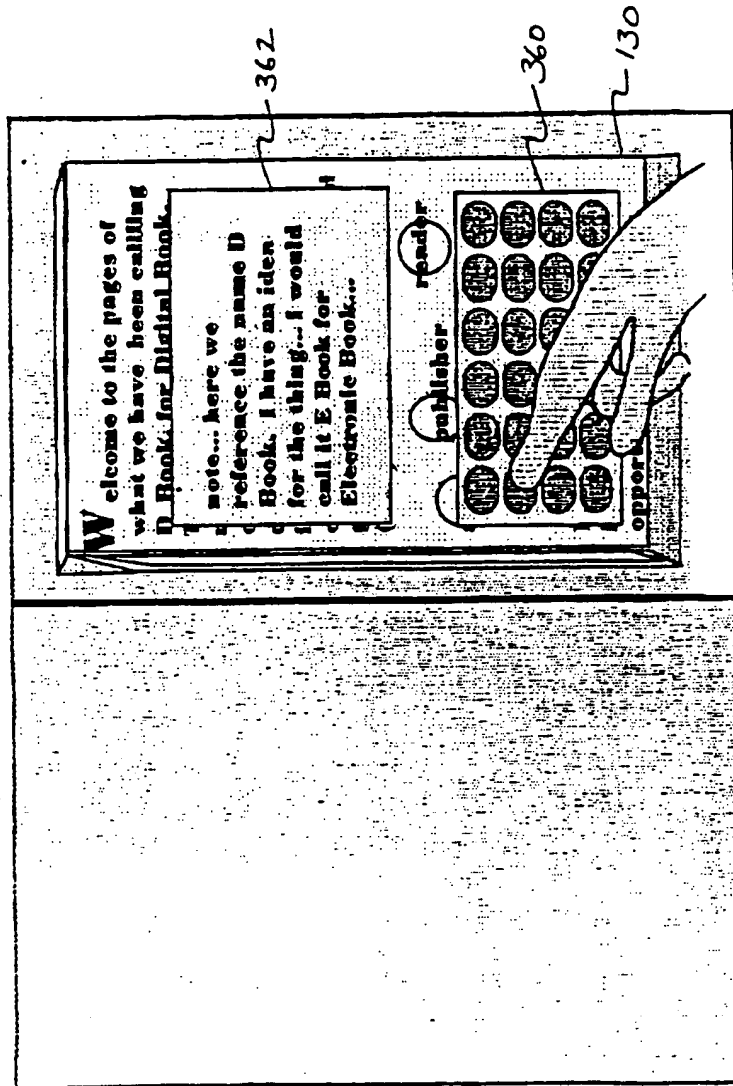 Welcome to the pages of
what we have been calling
D Book, for Digital Book.
note... here we
reference the name D
Book. I have an idea
for the thing... I would
call it E Book for
Electronic Book...
publisher
reader
oppor
362
360
130